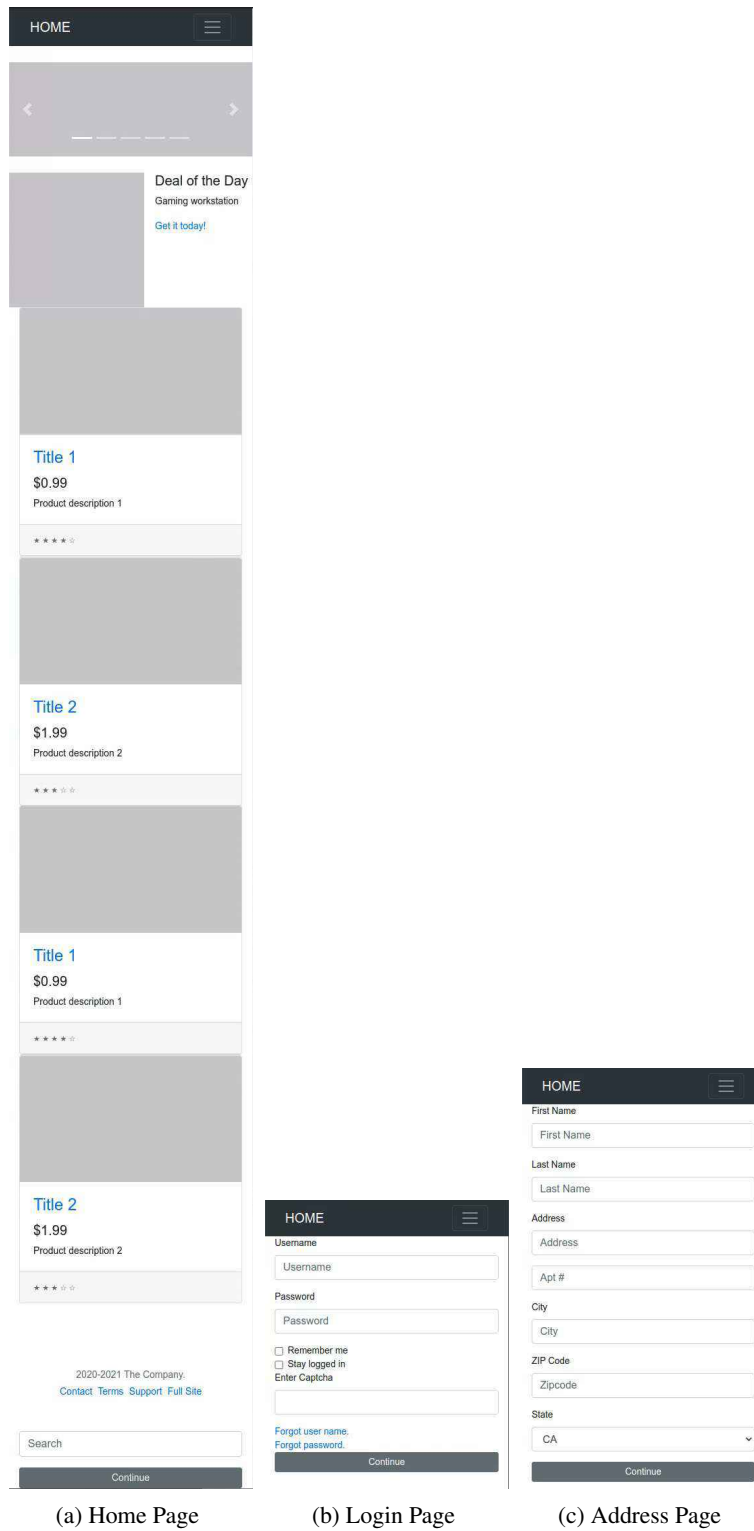 HOME
Deal of the Day
Gaming workstation
Get it today!
Title 1
$0.99
Product description 1
★ ★ ★ ★ ☆
Title 2
$1.99
Product description 2
★ ★ ★ ☆ ☆
Title 1
$0.99
Product description 1
★ ★ ★ ★ ☆
Title 2
$1.99
Product description 2
★ ★ ★ ☆ ☆
2020-2021 The Company.
Contact Terms Support Full Site
Search
Continue
(a) Home Page
HOME
Username
Username
Password
Password
Remember me
Stay logged in
Enter Captcha
Forgot user name.
Forgot password.
Continue
(b) Login Page
HOME
First Name
First Name
Last Name
Last Name
Address
Address
Apt #
City
City
ZIP Code
Zipcode
State
CA
Continue
(c) Address Page